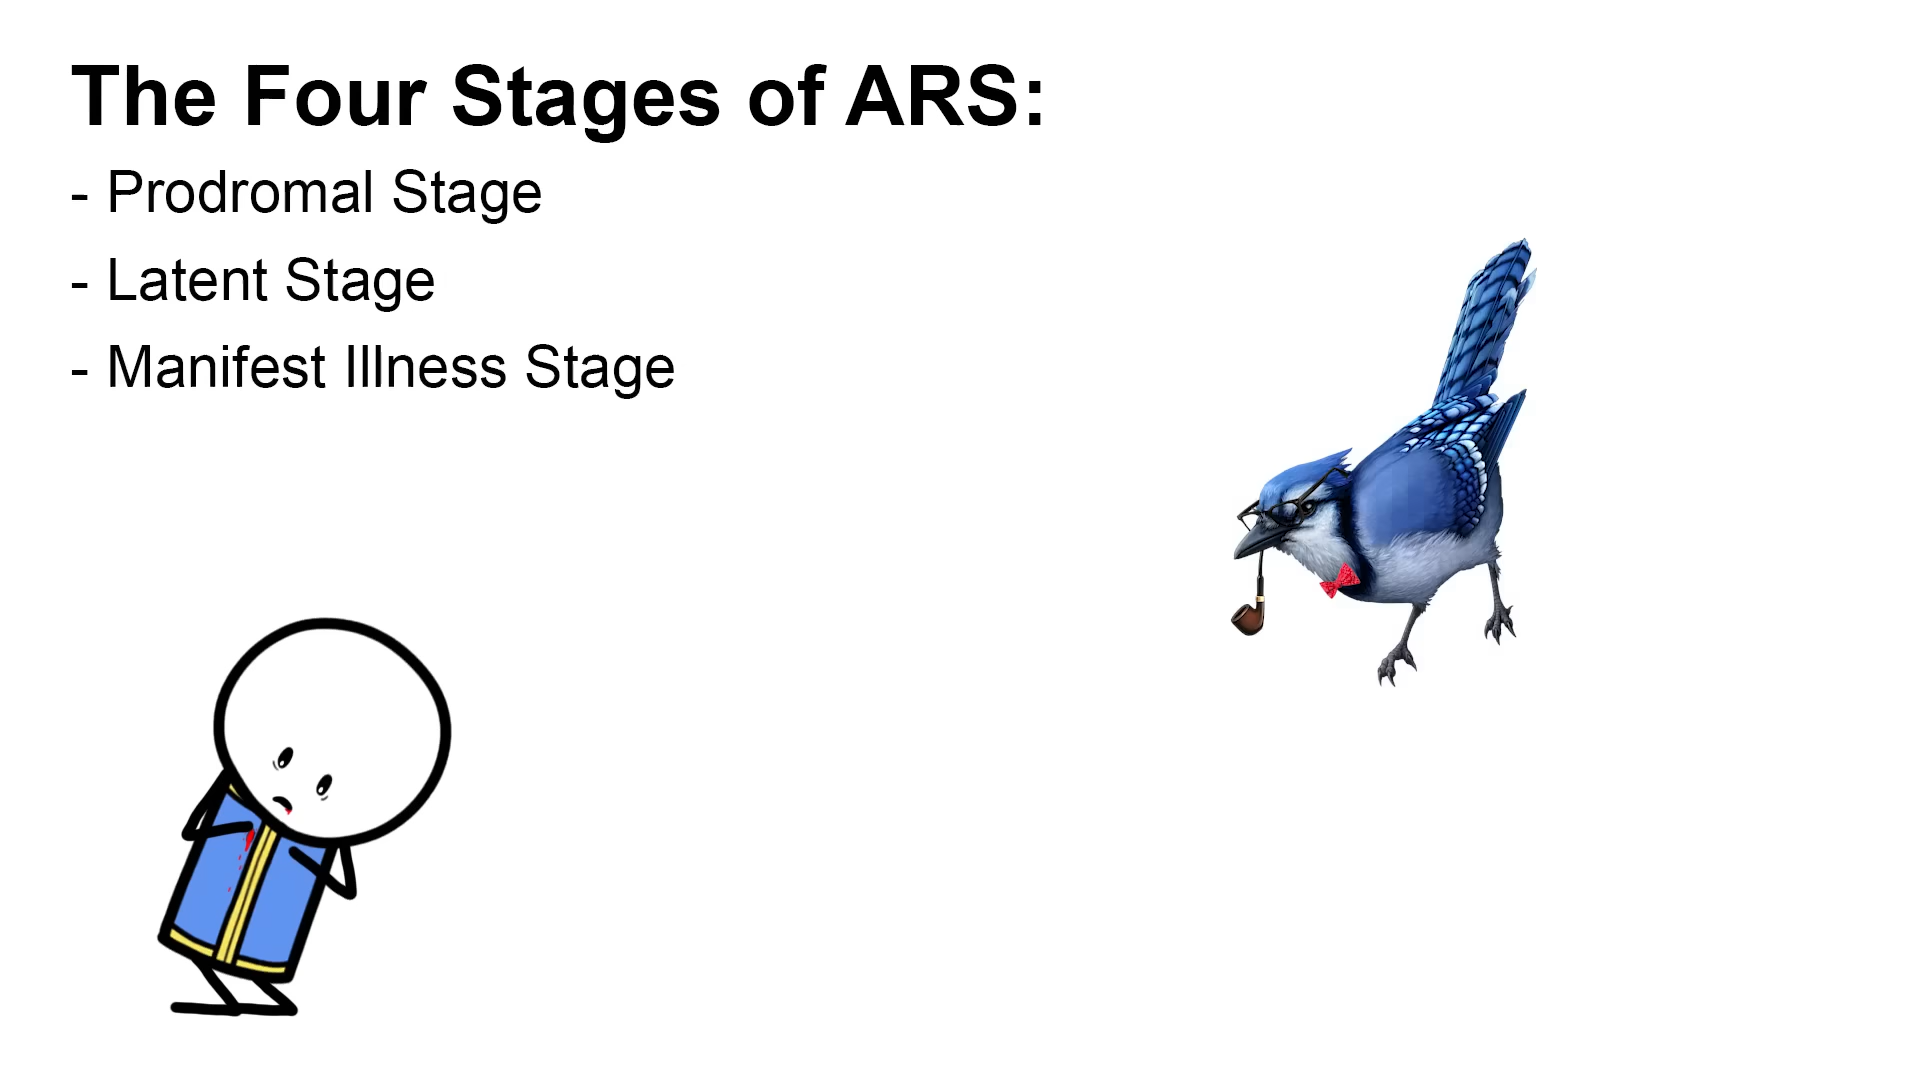 The Four Stages of ARS:
- Prodromal Stage
- Latent Stage
- Manifest Illness Stage